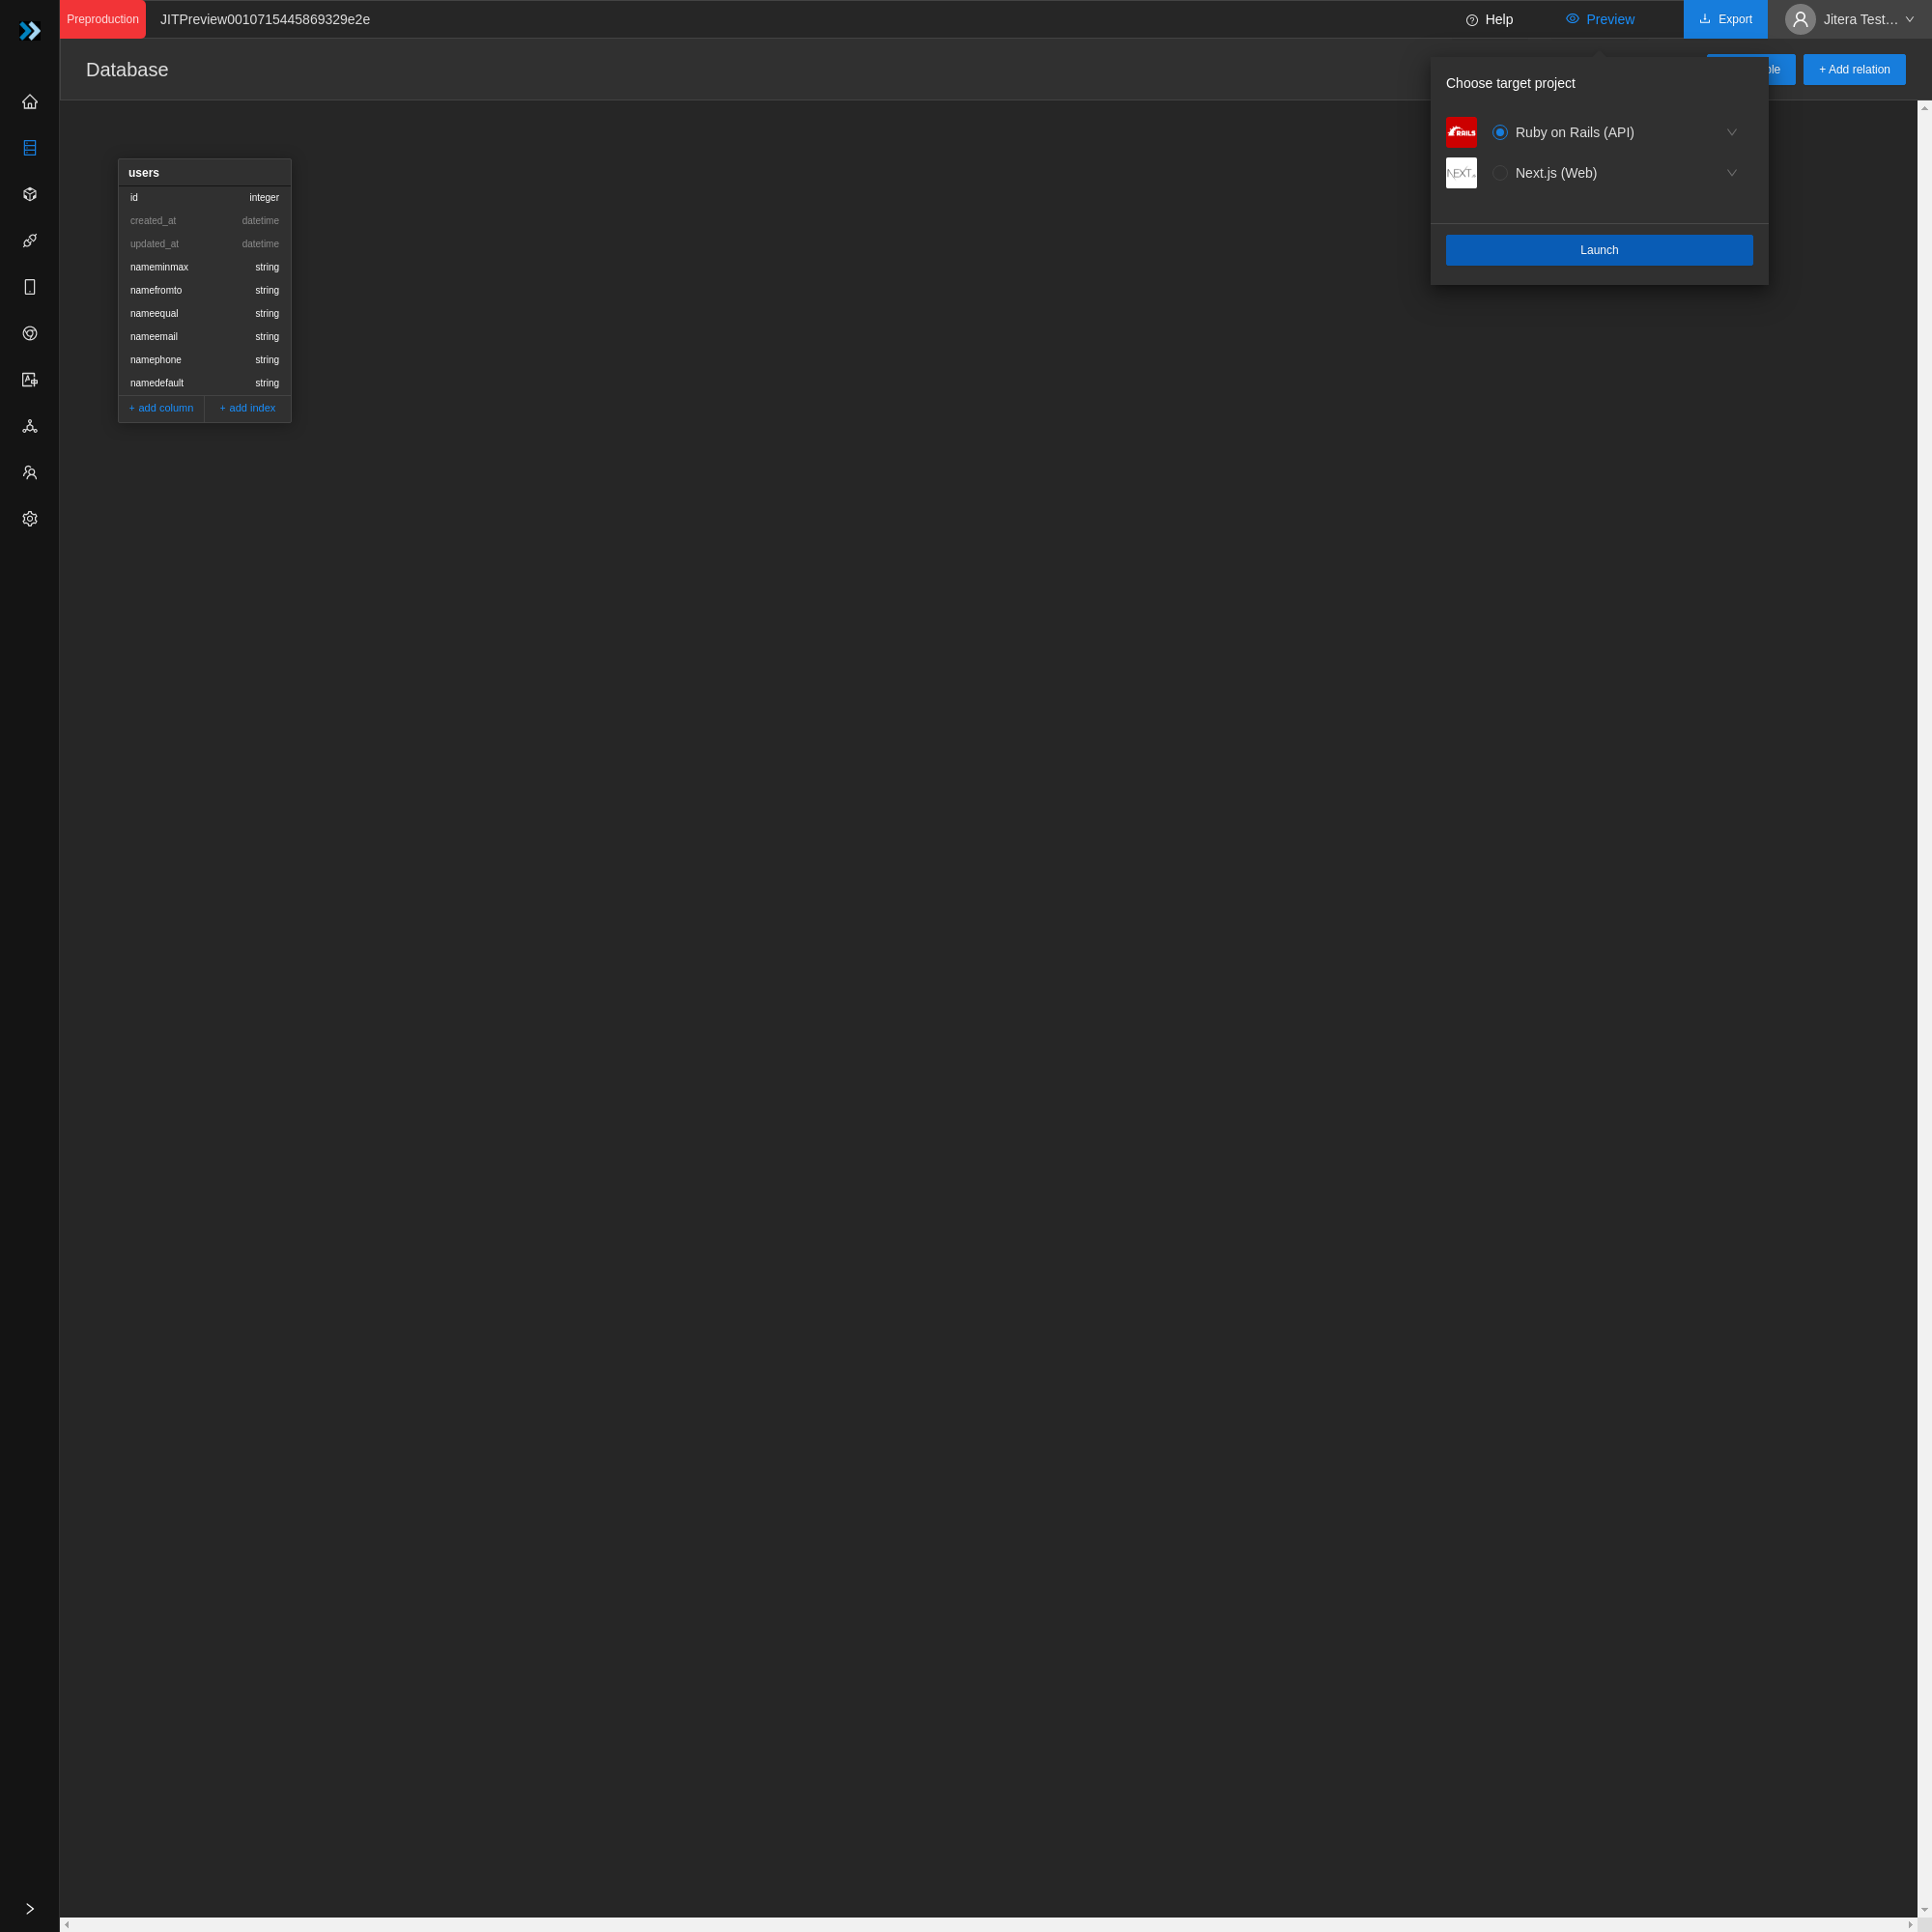 Preproduction JITPreview0010715445869329e2e Help Preview Export Jitera Test…
Database + Add relation
Choose target project
RAILS Ruby on Rails (API)
NEXT.JS Next.js (Web)
Launch
users
id integer
created_at datetime
updated_at datetime
nameminmax string
namefromto string
nameequal string
nameemail string
namephone string
namedefault string
+ add column + add index